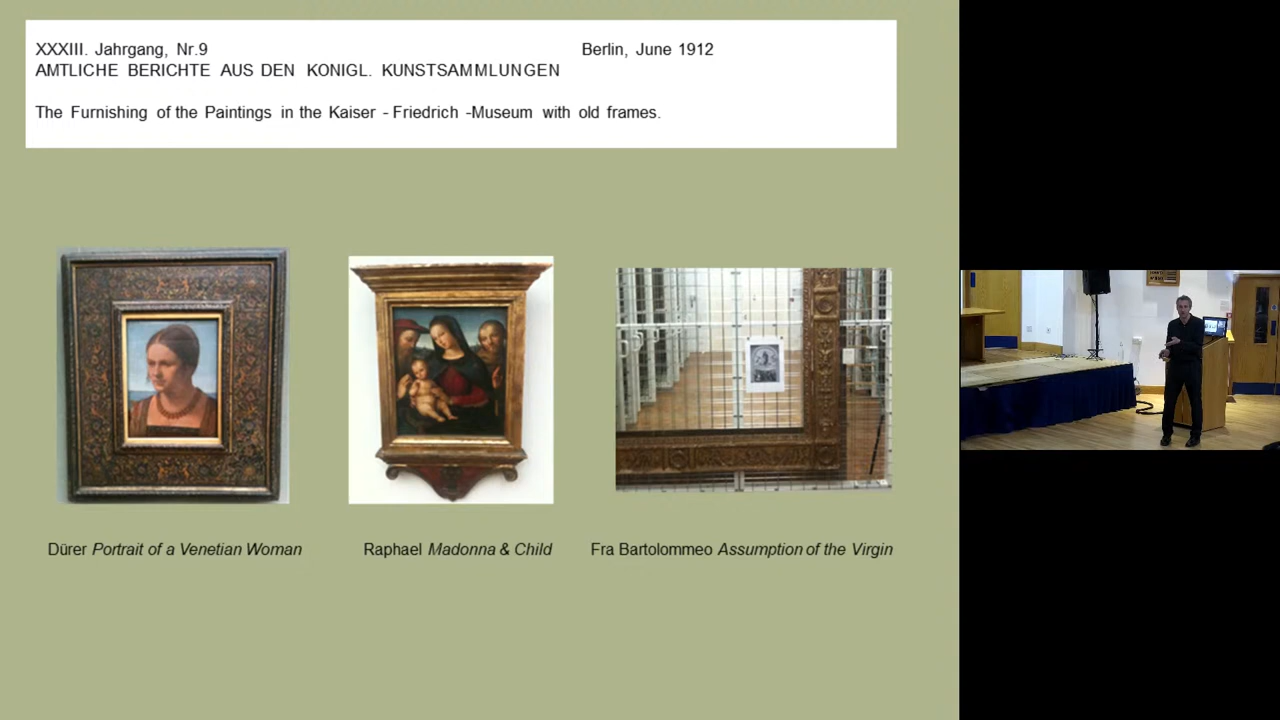 XXXIII. Jahrgang, Nr.9 Berlin, June 1912
AMTLICHE BERICHTE AUS DEN KONIGL. KUNSTSAMMLUNGEN
The Furnishing of the Paintings in the Kaiser - Friedrich -Museum with old frames.
Dürer Portrait of a Venetian Woman
Raphael Madonna & Child
Fra Bartolommeo Assumption of the Virgin